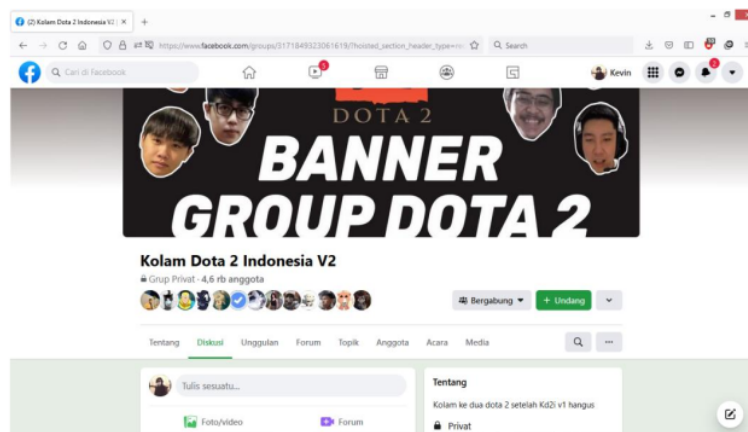 (2) Kolam Dota 2 Indonesia V2 |
https://www.facebook.com/groups/3171849323061619/?hoisted_section_header_type=
Search
Cari di Facebook
5
Kevin
2
DOTA 2
BANNER
GROUP DOTA 2
Kolam Dota 2 Indonesia V2
Grup Privat · 4,6 rb anggota
Bergabung
+ Undang
Tentang Diskusi Unggulan Forum Topik Anggota Acara Media
Tulis sesuatu...
Foto/video
Forum
Tentang
Kolam ke dua dota 2 setelah Kd2i v1 hangus
Privat